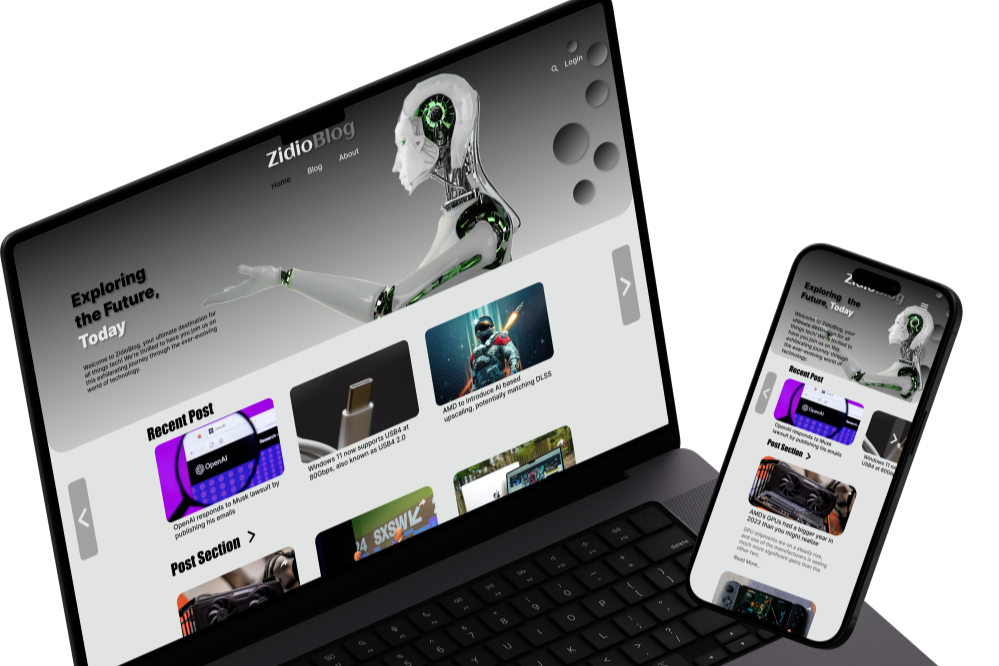 Login
ZidioBlog
Home
Blog
About
Exploring
the Future,
Today
Welcome to ZidioBlog, your ultimate destination for
all things tech! We're thrilled to have you join us on
this exhilarating journey through the ever-evolving
world of technology.
Recent Post
OpenAI
OpenAI responds to Musk lawsuit by
publishing his emails
Windows 11 now supports USB4 at
80Gbps, also known as USB4 2.0
AMD to introduce AI based
upscaling, potentially matching DLSS
Post Section
SXSW
delete
ZidioBlog
Exploring the
Future, Today
Welcome to ZidioBlog, your
ultimate destination for all
things tech! We're thrilled to
have you join us on this
exhilarating journey through
the ever-evolving world of
technology.
Recent Post
OpenAI
OpenAI responds to Musk
lawsuit by publishing his emails
Windows 11
USB4 at 80Gb
Post Section
AMD's GPUs had a bigger year in
2023 than you might realize
GPU shipments are on a steady rise,
and one of the manufacturers is seeing
much more significant gains than the
other two.
Read More..